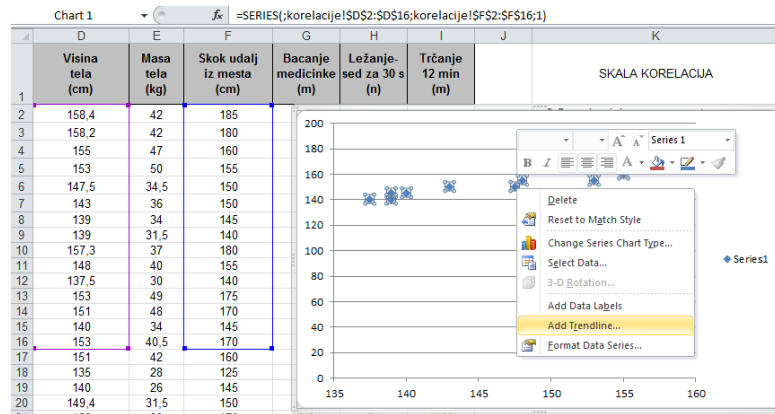 Chart 1 fx =SERIES(;korelacije!$D$2:$D$16;korelacije!$F$2:$F$16;1)
D E F G H I J K
1 Visina tela (cm) Masa tela (kg) Skok udalj iz mesta (cm) Bacanje medicinke (m) Ležanje-sed za 30 s (n) Trčanje 12 min (m) SKALA KORELACIJA
2 158,4 42 185
3 158,2 42 180
4 155 47 160
5 153 50 155
6 147,5 34,5 150
7 143 36 150
8 139 34 145
9 139 31,5 140
10 157,3 37 180
11 148 40 155
12 137,5 30 140
13 153 49 175
14 151 48 170
15 140 34 145
16 153 40,5 170
17 151 42 160
18 135 28 125
19 140 26 145
20 149,4 31,5 150
200
180
160
140
120
100
80
60
40
20
0
135 140 145 150 155 160
Series1
A A Series 1
B I A
Delete
Reset to Match Style
Change Series Chart Type...
Select Data...
3-D Rotation...
Add Data Labels
Add Trendline...
Format Data Series...